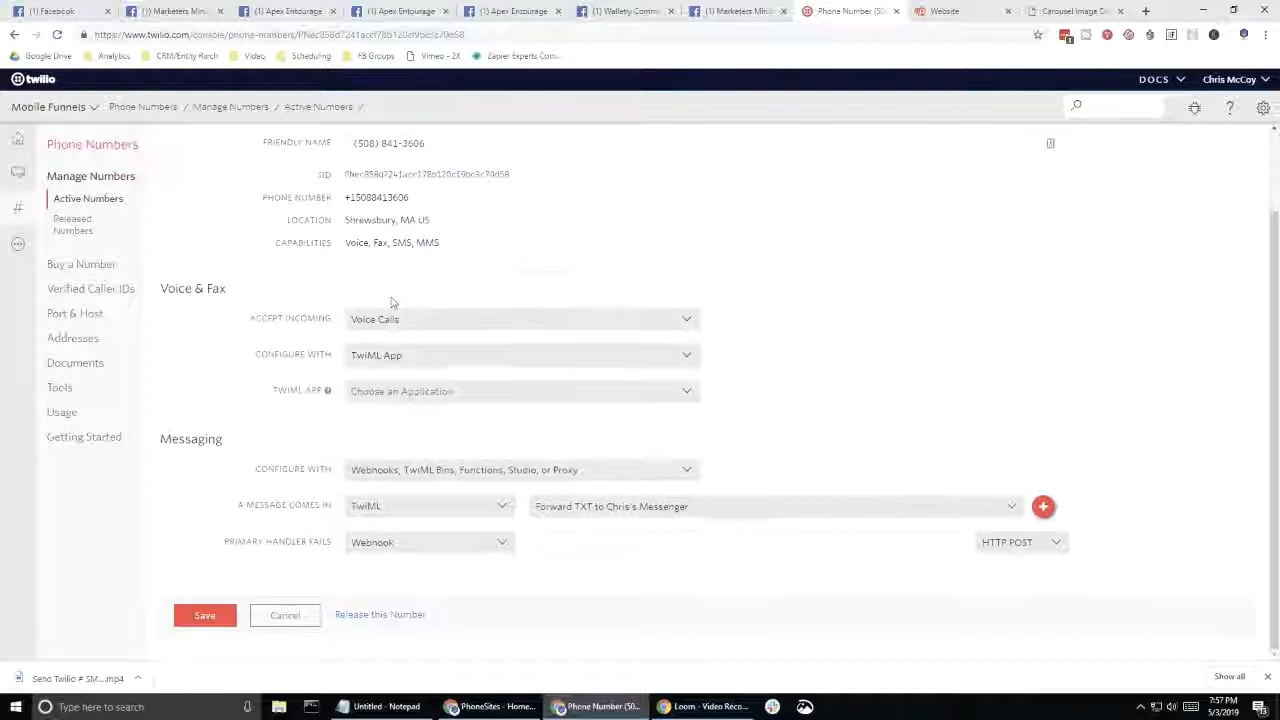 (1) Facebook
(1) Marketers Min
(1) Apex Entourage
(1) Apex Entourage
(1) Apex Entourage
(1) Walletly Comm
(1) Marketers Min
Phone Number (50
Website
Carousel Image D
Google Drive
Analytics
CRM/Entity Rsrch
Video
Scheduling
FB Groups
Vimeo - 2X
Zapier Experts Com...
twilio
DOCS
Chris McCoy
Mobile Funnels
Phone Numbers / Manage Numbers / Active Numbers /
Phone Numbers
Manage Numbers
Active Numbers
Released
Numbers
Buy a Number
Verified Caller IDs
Port & Host
Addresses
Documents
Tools
Usage
Getting Started
FRIENDLY NAME (508) 841-3606
SID
PHONE NUMBER +15088413606
LOCATION Shrewsbury, MA US
CAPABILITIES Voice, Fax, SMS, MMS
Voice & Fax
ACCEPT INCOMING Voice Calls
CONFIGURE WITH TwiML App
TWIML APP Choose an Application
Messaging
CONFIGURE WITH Webhooks, TwiML Bins, Functions, Studio, or Proxy
A MESSAGE COMES IN TwiML Forward TXT to Chris's Messenger
PRIMARY HANDLER FAILS Webhook HTTP POST
Save Cancel Release this Number
Send Twilio # SM....mp4
Show all
Type here to search
Untitled - Notepad
PhoneSites - Home...
Phone Number (50...
Loom - Video Reco...
7:57 PM
5/3/2019